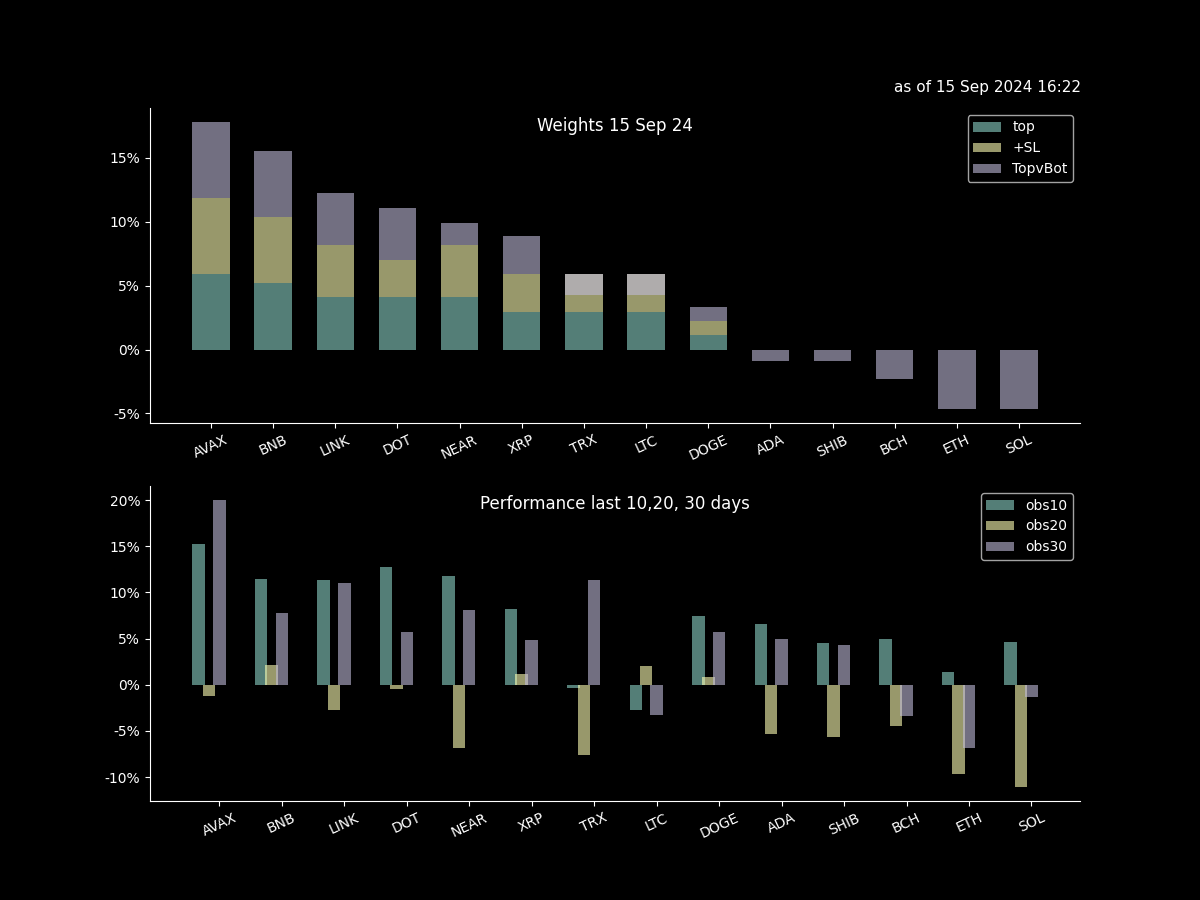 as of 15 Sep 2024 16:22
Weights 15 Sep 24
top
+SL
TopvBot
15%
10%
5%
0%
-5%
AVAX BNB LINK DOT NEAR XRP TRX LTC DOGE ADA SHIB BCH ETH SOL
Performance last 10,20, 30 days
obs10
obs20
obs30
20%
15%
10%
5%
0%
-5%
-10%
AVAX BNB LINK DOT NEAR XRP TRX LTC DOGE ADA SHIB BCH ETH SOL